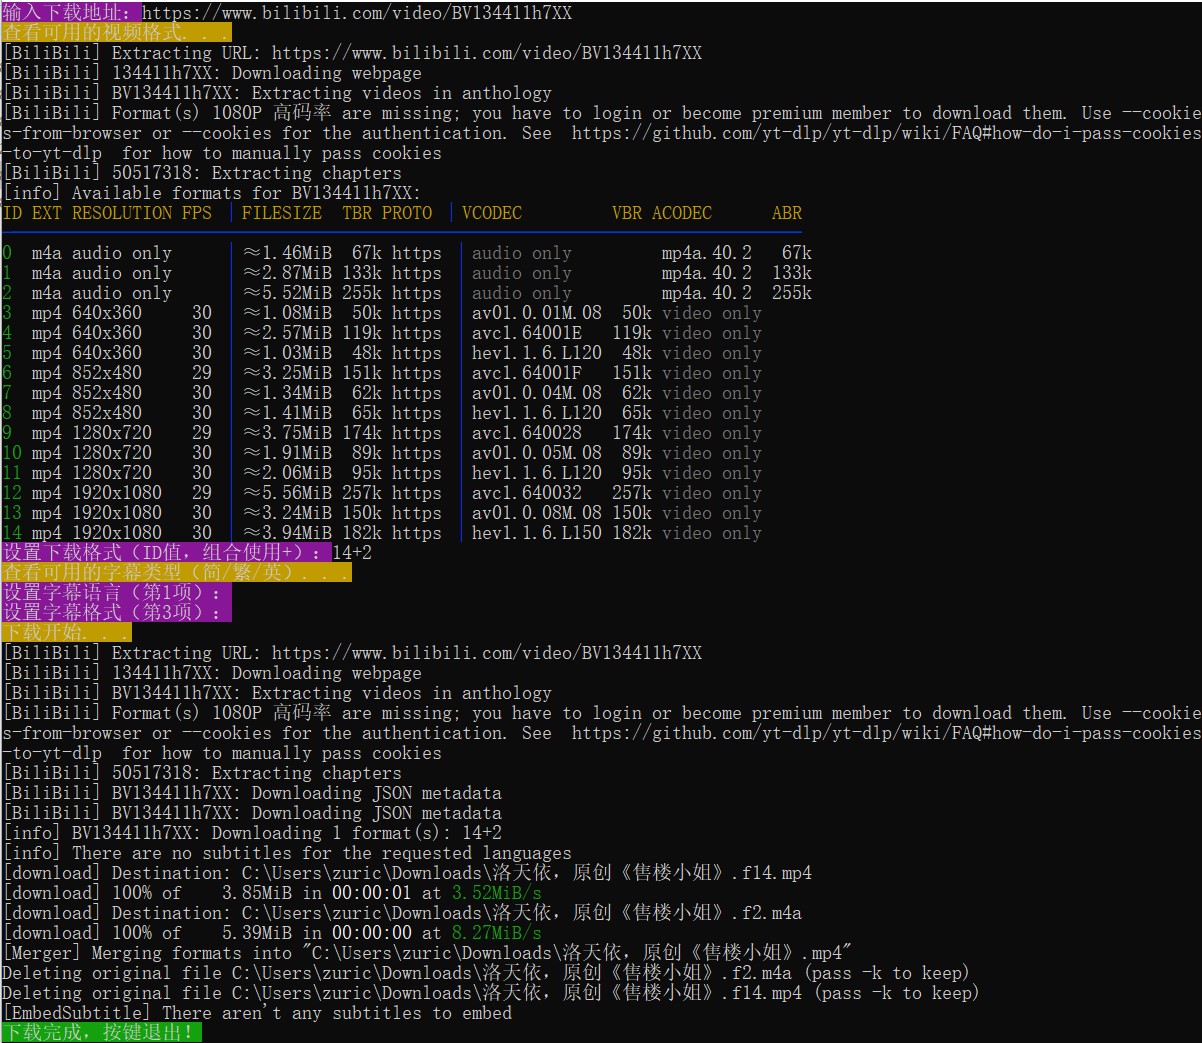 输入下载地址：https://www.bilibili.com/video/BV134411h7XX
查看可用的视频格式. . .
[BiliBili] Extracting URL: https://www.bilibili.com/video/BV134411h7XX
[BiliBili] 134411h7XX: Downloading webpage
[BiliBili] BV134411h7XX: Extracting videos in anthology
[BiliBili] Format(s) 1080P 高码率 are missing; you have to login or become premium member to download them. Use --cookie
s-from-browser or --cookies for the authentication. See  https://github.com/yt-dlp/yt-dlp/wiki/FAQ#how-do-i-pass-cookies
-to-yt-dlp  for how to manually pass cookies
[BiliBili] 50517318: Extracting chapters
[info] Available formats for BV134411h7XX:
ID EXT RESOLUTION FPS │ FILESIZE  TBR PROTO │ VCODEC         VBR ACODEC      ABR
0  m4a audio only     │ ≈1.46MiB  67k https │ audio only         mp4a.40.2   67k
1  m4a audio only     │ ≈2.87MiB 133k https │ audio only         mp4a.40.2  133k
2  m4a audio only     │ ≈5.52MiB 255k https │ audio only         mp4a.40.2  255k
3  mp4 640x360     30 │ ≈1.08MiB  50k https │ av01.0.01M.08  50k video only
4  mp4 640x360     30 │ ≈2.57MiB 119k https │ avc1.64001E   119k video only
5  mp4 640x360     30 │ ≈1.03MiB  48k https │ hev1.1.6.L120  48k video only
6  mp4 852x480     29 │ ≈3.25MiB 151k https │ avc1.64001F   151k video only
7  mp4 852x480     30 │ ≈1.34MiB  62k https │ av01.0.04M.08  62k video only
8  mp4 852x480     30 │ ≈1.41MiB  65k https │ hev1.1.6.L120  65k video only
9  mp4 1280x720    29 │ ≈3.75MiB 174k https │ avc1.640028   174k video only
10 mp4 1280x720    30 │ ≈1.91MiB  89k https │ av01.0.05M.08  89k video only
11 mp4 1280x720    30 │ ≈2.06MiB  95k https │ hev1.1.6.L120  95k video only
12 mp4 1920x1080   29 │ ≈5.56MiB 257k https │ avc1.640032   257k video only
13 mp4 1920x1080   30 │ ≈3.24MiB 150k https │ av01.0.08M.08 150k video only
14 mp4 1920x1080   30 │ ≈3.94MiB 182k https │ hev1.1.6.L150 182k video only
设置下载格式（ID值，组合使用+）：14+2
查看可用的字幕类型（简/繁/英）. . .
设置字幕语言（第1项）：
设置字幕格式（第3项）：
下载开始. . .
[BiliBili] Extracting URL: https://www.bilibili.com/video/BV134411h7XX
[BiliBili] 134411h7XX: Downloading webpage
[BiliBili] BV134411h7XX: Extracting videos in anthology
[BiliBili] Format(s) 1080P 高码率 are missing; you have to login or become premium member to download them. Use --cookie
s-from-browser or --cookies for the authentication. See  https://github.com/yt-dlp/yt-dlp/wiki/FAQ#how-do-i-pass-cookies
-to-yt-dlp  for how to manually pass cookies
[BiliBili] 50517318: Extracting chapters
[BiliBili] BV134411h7XX: Downloading JSON metadata
[BiliBili] BV134411h7XX: Downloading JSON metadata
[info] BV134411h7XX: Downloading 1 format(s): 14+2
[info] There are no subtitles for the requested languages
[download] Destination: C:\Users\zuric\Downloads\洛天依，原创《售楼小姐》.f14.mp4
[download] 100% of    3.85MiB in 00:00:01 at 3.52MiB/s
[download] Destination: C:\Users\zuric\Downloads\洛天依，原创《售楼小姐》.f2.m4a
[download] 100% of    5.39MiB in 00:00:00 at 8.27MiB/s
[Merger] Merging formats into "C:\Users\zuric\Downloads\洛天依，原创《售楼小姐》.mp4"
Deleting original file C:\Users\zuric\Downloads\洛天依，原创《售楼小姐》.f2.m4a (pass -k to keep)
Deleting original file C:\Users\zuric\Downloads\洛天依，原创《售楼小姐》.f14.mp4 (pass -k to keep)
[EmbedSubtitle] There aren't any subtitles to embed
下载完成，按键退出！